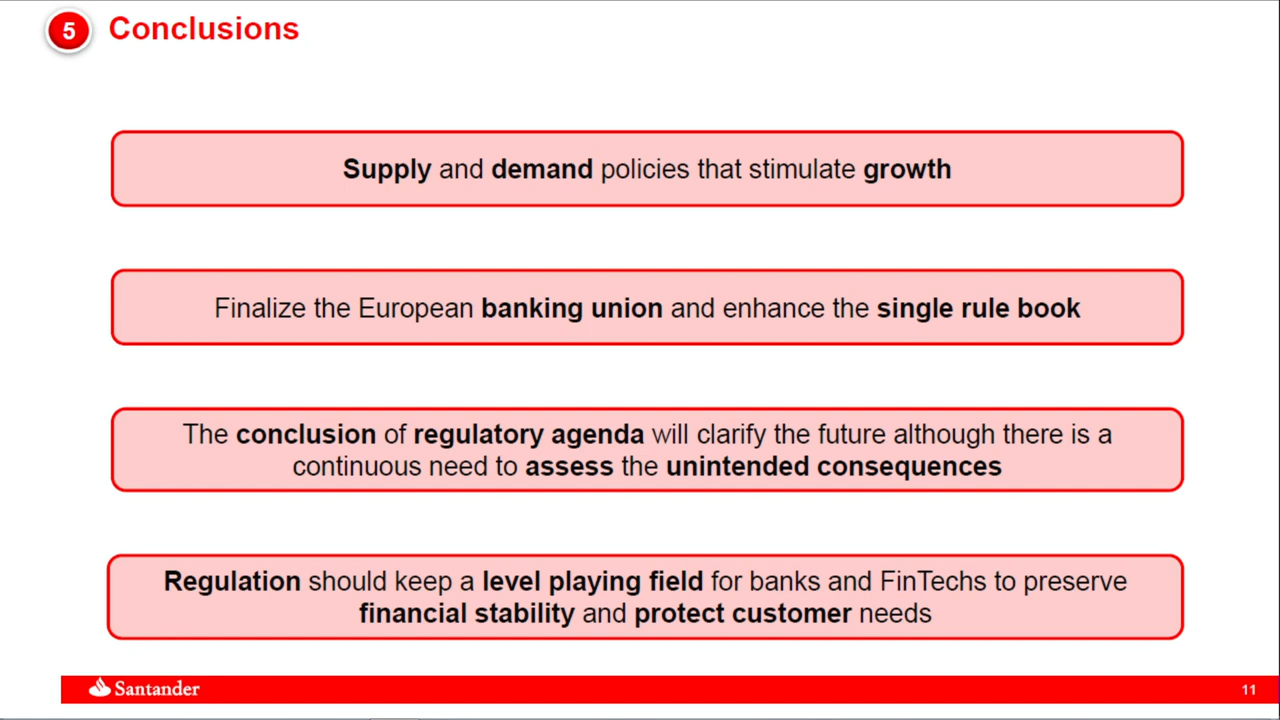 5
Conclusions
Supply and demand policies that stimulate growth
Finalize the European banking union and enhance the single rule book
The conclusion of regulatory agenda will clarify the future although there is a
continuous need to assess the unintended consequences
Regulation should keep a level playing field for banks and FinTechs to preserve
financial stability and protect customer needs
Santander
11